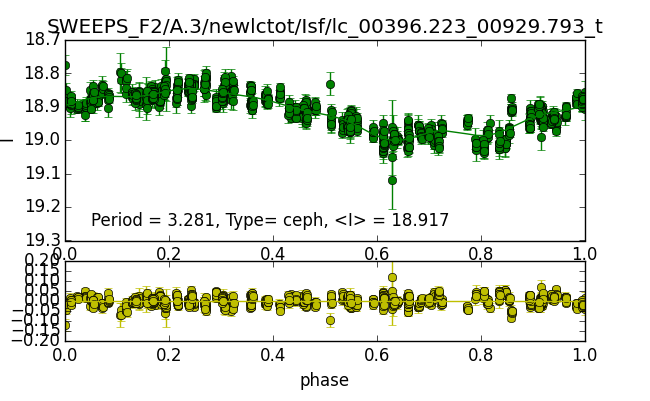 SWEEPS_F2/A.3/newlctot/lsf/lc_00396.223_00929.793_t
18.7
18.8
18.9
19.0
19.1
19.2
19.3
I
Period = 3.281, Type= ceph, <I> = 18.917
0.0 0.2 0.4 0.6 0.8 1.0
0.20
0.15
0.10
0.05
0.00
−0.05
−0.10
−0.15
−0.20
0.0 0.2 0.4 0.6 0.8 1.0
phase